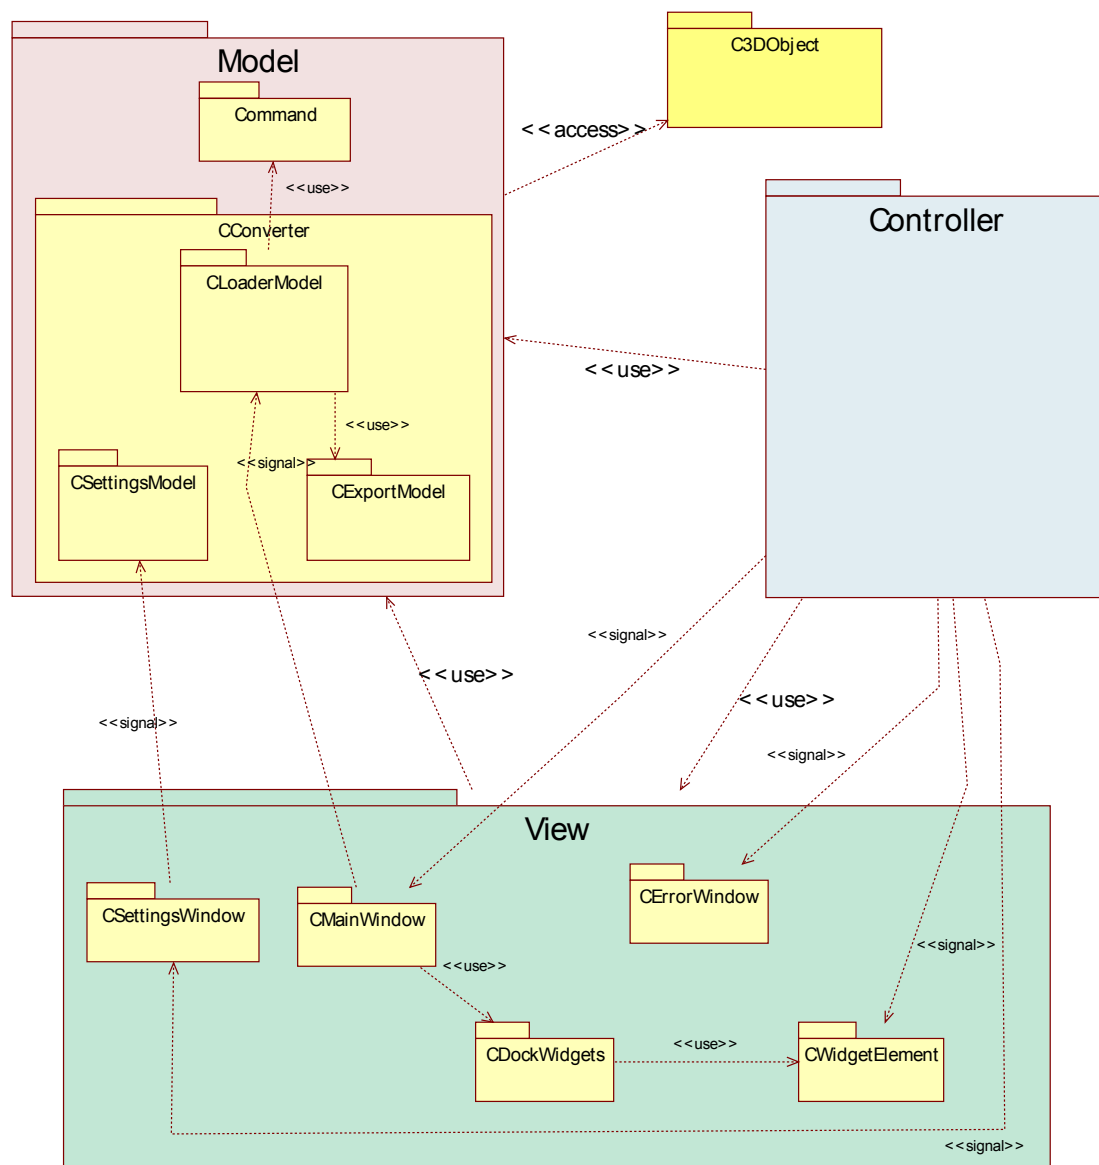 C3DObject
Model
Command
<<access>>
<<use>>
Controller
CConverter
CLoaderModel
<<use>>
<<use>>
<<signal>>
CSettingsModel
CExportModel
<<signal>>
<<use>>
<<use>>
<<signal>>
<<signal>>
View
CErrorWindow
CSettingsWindow
CMainWindow
<<signal>>
<<use>>
<<use>>
CDockWidgets
CWidgetElement
<<signal>>